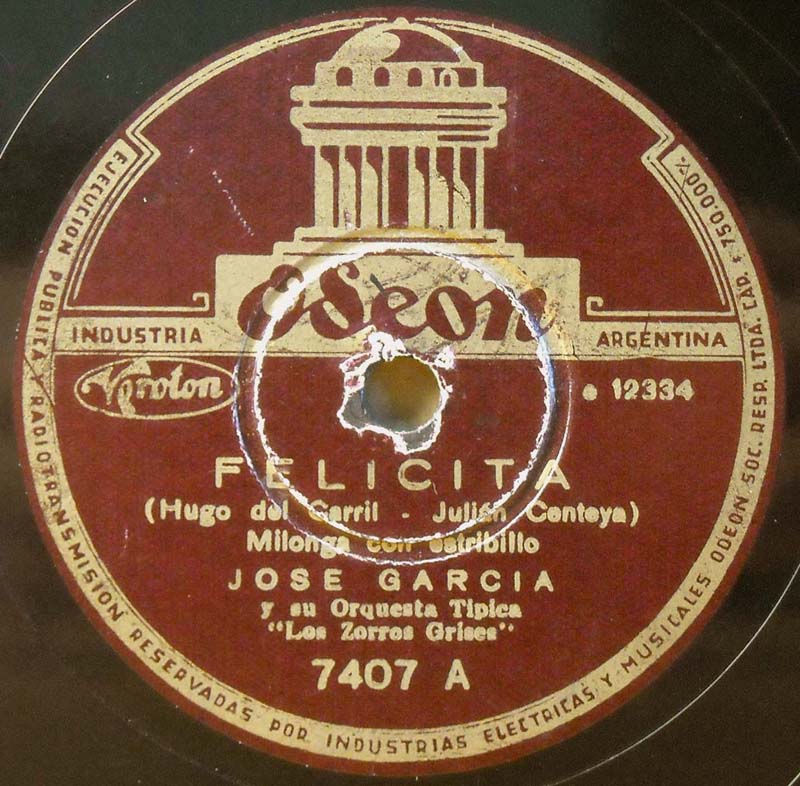 Odeon
INDUSTRIA
ARGENTINA
12334
FELICITA
(Hugo del Carril - Julián Centeya)
Milonga con estribillo
JOSE GARCIA
y su Orquesta Tipica
"Los Zorros Grises"
7407 A
EJECUCION PUBLICA Y RADIOTRANSMISION RESERVADAS POR INDUSTRIAS ELECTRICAS Y MUSICALES ODEON SOC. RESP. LTDA. CAP. $ 750.000%